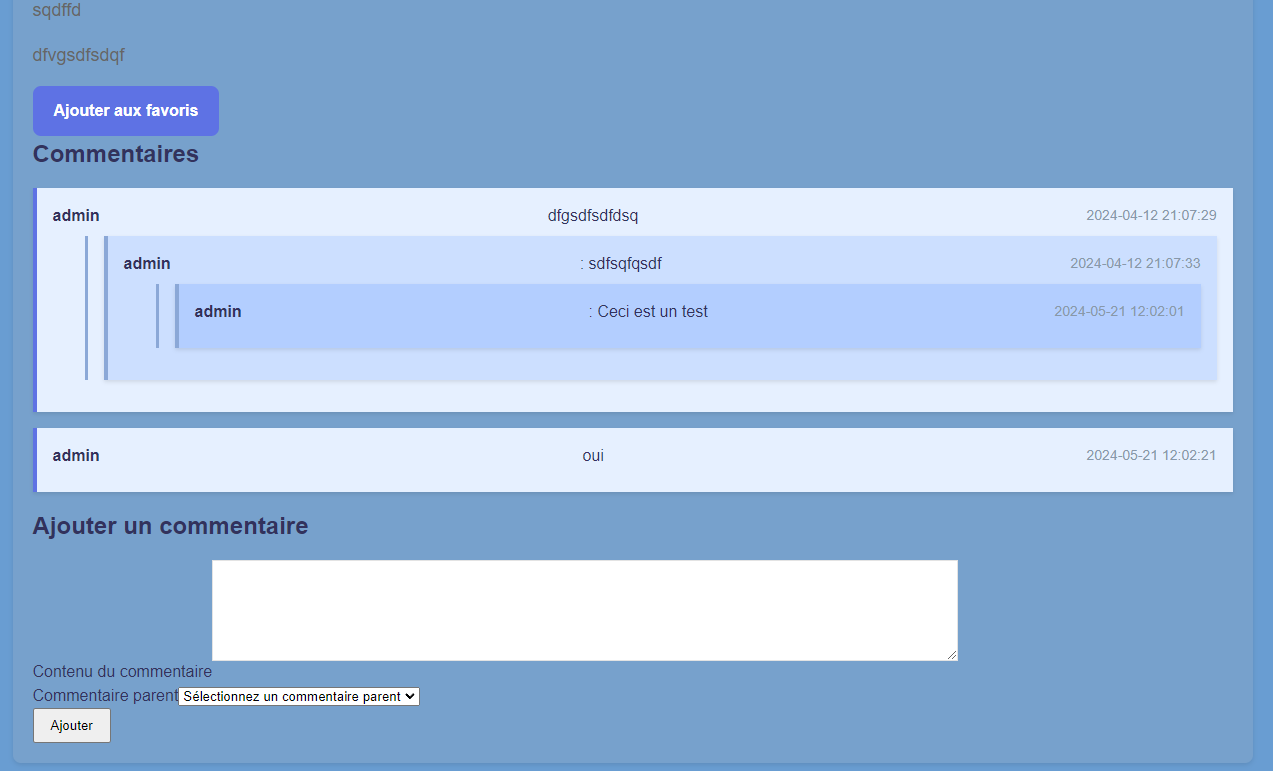 sqdffd
dfvgsdfsdqf
Ajouter aux favoris
Commentaires
admin dfgsdfsdfdsq 2024-04-12 21:07:29
admin : sdfsqfqsdf 2024-04-12 21:07:33
admin : Ceci est un test 2024-05-21 12:02:01
admin oui 2024-05-21 12:02:21
Ajouter un commentaire
Contenu du commentaire
Commentaire parent Sélectionnez un commentaire parent
Ajouter